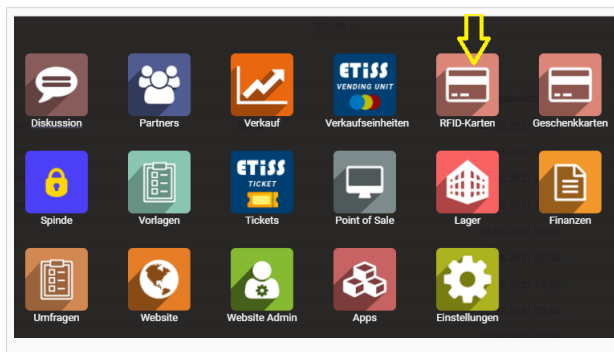 ETiSS
VENDING UNIT
Diskussion
Partners
Verkauf
Verkaufseinheiten
RFID-Karten
Geschenkkarten
ETiSS
TICKET
Spinde
Vorlagen
Tickets
Point of Sale
Lager
Finanzen
Umfragen
Website
Website Admin
Apps
Einstellungen